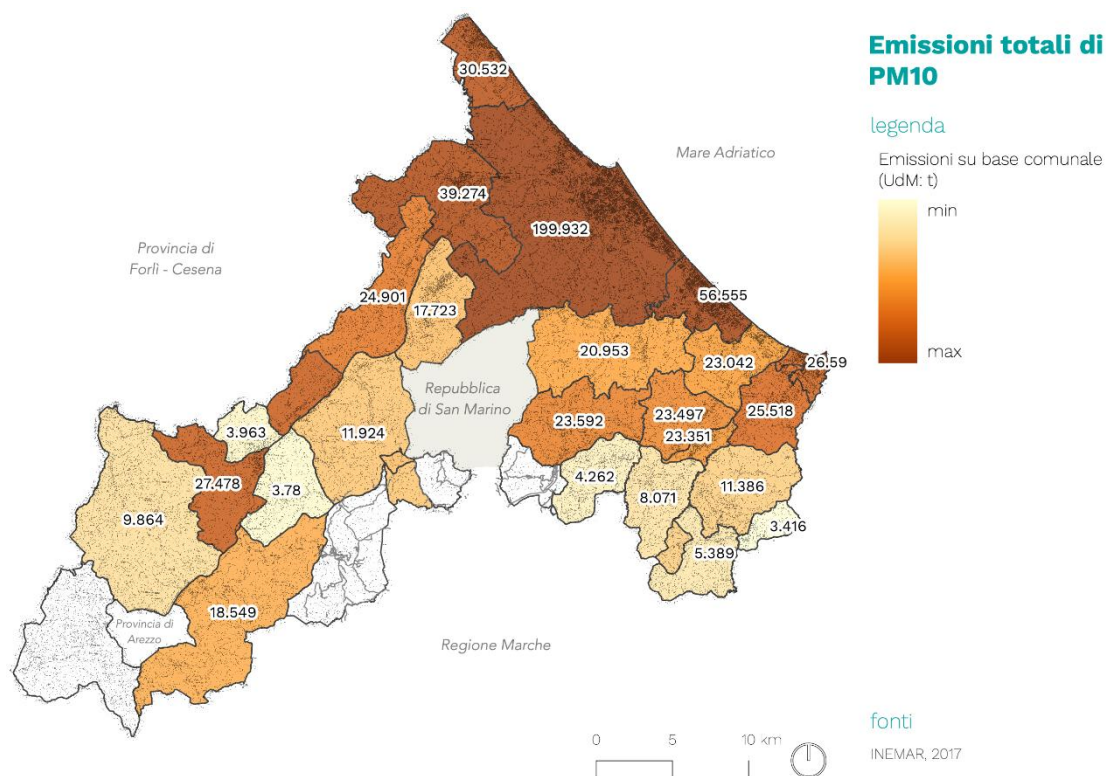 Emissioni totali di
PM10
legenda
Emissioni su base comunale
(UdM: t)
min
max
30.532
Mare Adriatico
39.274
199.932
Provincia di
Forlì - Cesena
24.901
17.723
56.555
20.953
23.042
26.59
Repubblica
di San Marino
23.592
23.497
25.518
23.351
3.963
11.924
27.478
3.78
4.262
8.071
11.386
9.864
3.416
5.389
18.549
Provincia di
Arezzo
Regione Marche
fonti
INEMAR, 2017
0 5 10 km